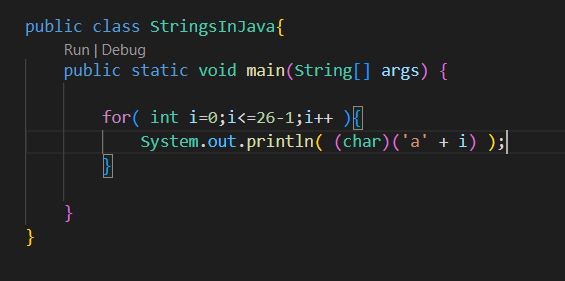 public class StringsInJava{
Run | Debug
public static void main(String[] args) {
for( int i=0;i<=26-1;i++ ){
System.out.println( (char)('a' + i) );
}
}
}